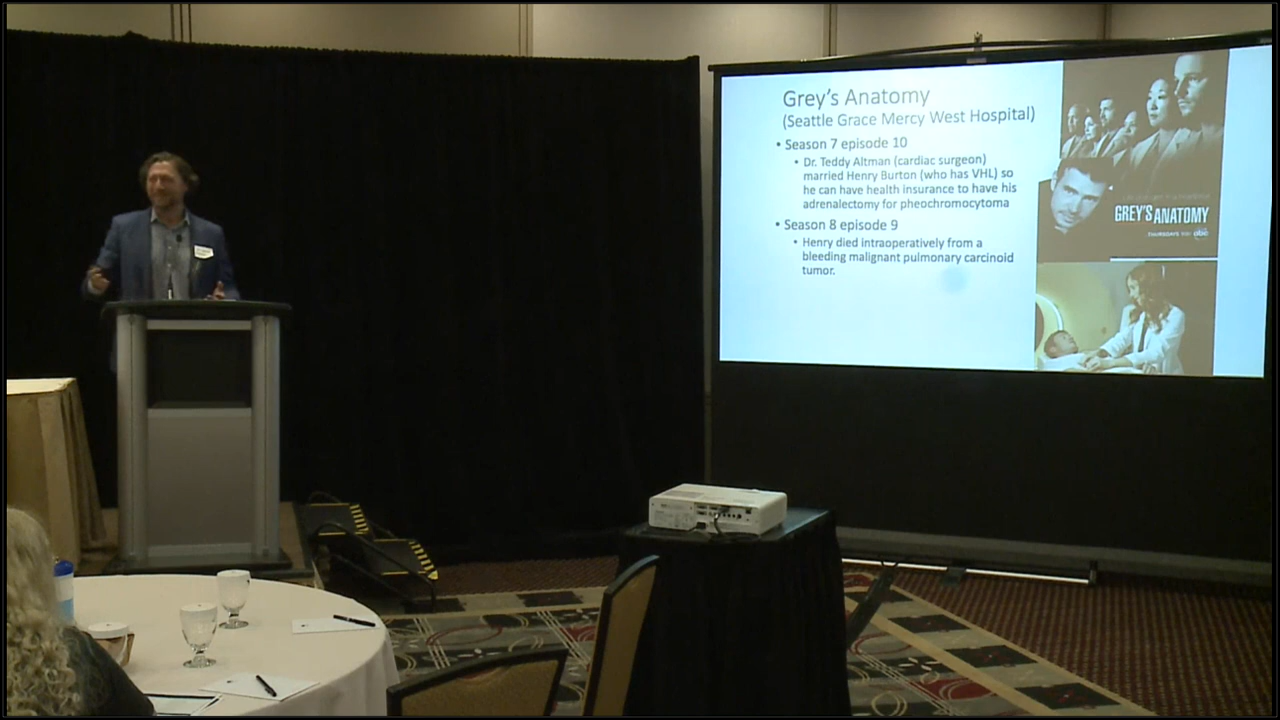 Grey's Anatomy
(Seattle Grace Mercy West Hospital)
• Season 7 episode 10
• Dr. Teddy Altman (cardiac surgeon)
married Henry Burton (who has VHL) so
he can have health insurance to have his
adrenalectomy for pheochromocytoma
• Season 8 episode 9
• Henry died intraoperatively from a
bleeding malignant pulmonary carcinoid
tumor.
GREY'S ANATOMY
THURSDAYS
abc